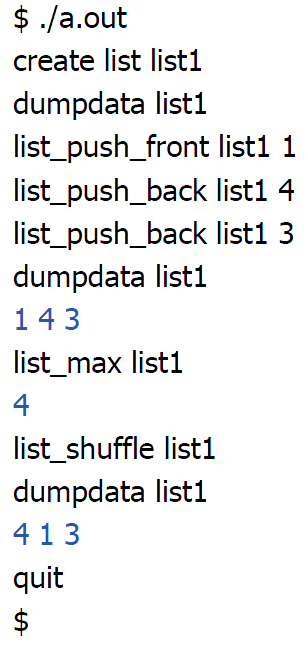 $ ./a.out
create list list1
dumpdata list1
list_push_front list1 1
list_push_back list1 4
list_push_back list1 3
dumpdata list1
1 4 3
list_max list1
4
list_shuffle list1
dumpdata list1
4 1 3
quit
$